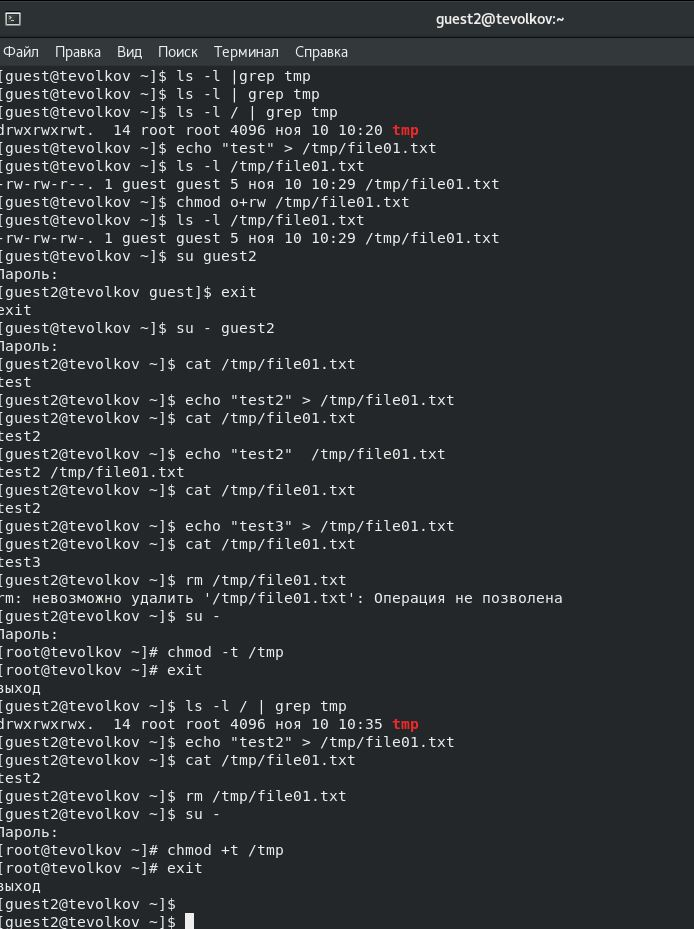 guest2@tevolkov:~
Файл Правка Вид Поиск Терминал Справка
[guest@tevolkov ~]$ ls -l |grep tmp
[guest@tevolkov ~]$ ls -l | grep tmp
[guest@tevolkov ~]$ ls -l / | grep tmp
drwxrwxrwt.  14 root root 4096 ноя 10 10:20 tmp
[guest@tevolkov ~]$ echo "test" > /tmp/file01.txt
[guest@tevolkov ~]$ ls -l /tmp/file01.txt
-rw-rw-r--. 1 guest guest 5 ноя 10 10:29 /tmp/file01.txt
[guest@tevolkov ~]$ chmod o+rw /tmp/file01.txt
[guest@tevolkov ~]$ ls -l /tmp/file01.txt
-rw-rw-rw-. 1 guest guest 5 ноя 10 10:29 /tmp/file01.txt
[guest@tevolkov ~]$ su guest2
Пароль:
[guest2@tevolkov guest]$ exit
exit
[guest@tevolkov ~]$ su - guest2
Пароль:
[guest2@tevolkov ~]$ cat /tmp/file01.txt
test
[guest2@tevolkov ~]$ echo "test2" > /tmp/file01.txt
[guest2@tevolkov ~]$ cat /tmp/file01.txt
test2
[guest2@tevolkov ~]$ echo "test2"  /tmp/file01.txt
test2 /tmp/file01.txt
[guest2@tevolkov ~]$ cat /tmp/file01.txt
test2
[guest2@tevolkov ~]$ echo "test3" > /tmp/file01.txt
[guest2@tevolkov ~]$ cat /tmp/file01.txt
test3
[guest2@tevolkov ~]$ rm /tmp/file01.txt
rm: невозможно удалить '/tmp/file01.txt': Операция не позволена
[guest2@tevolkov ~]$ su -
Пароль:
[root@tevolkov ~]# chmod -t /tmp
[root@tevolkov ~]# exit
выход
[guest2@tevolkov ~]$ ls -l / | grep tmp
drwxrwxrwx.  14 root root 4096 ноя 10 10:35 tmp
[guest2@tevolkov ~]$ echo "test2" > /tmp/file01.txt
[guest2@tevolkov ~]$ cat /tmp/file01.txt
test2
[guest2@tevolkov ~]$ rm /tmp/file01.txt
[guest2@tevolkov ~]$ su -
Пароль:
[root@tevolkov ~]# chmod +t /tmp
[root@tevolkov ~]# exit
выход
[guest2@tevolkov ~]$
[guest2@tevolkov ~]$